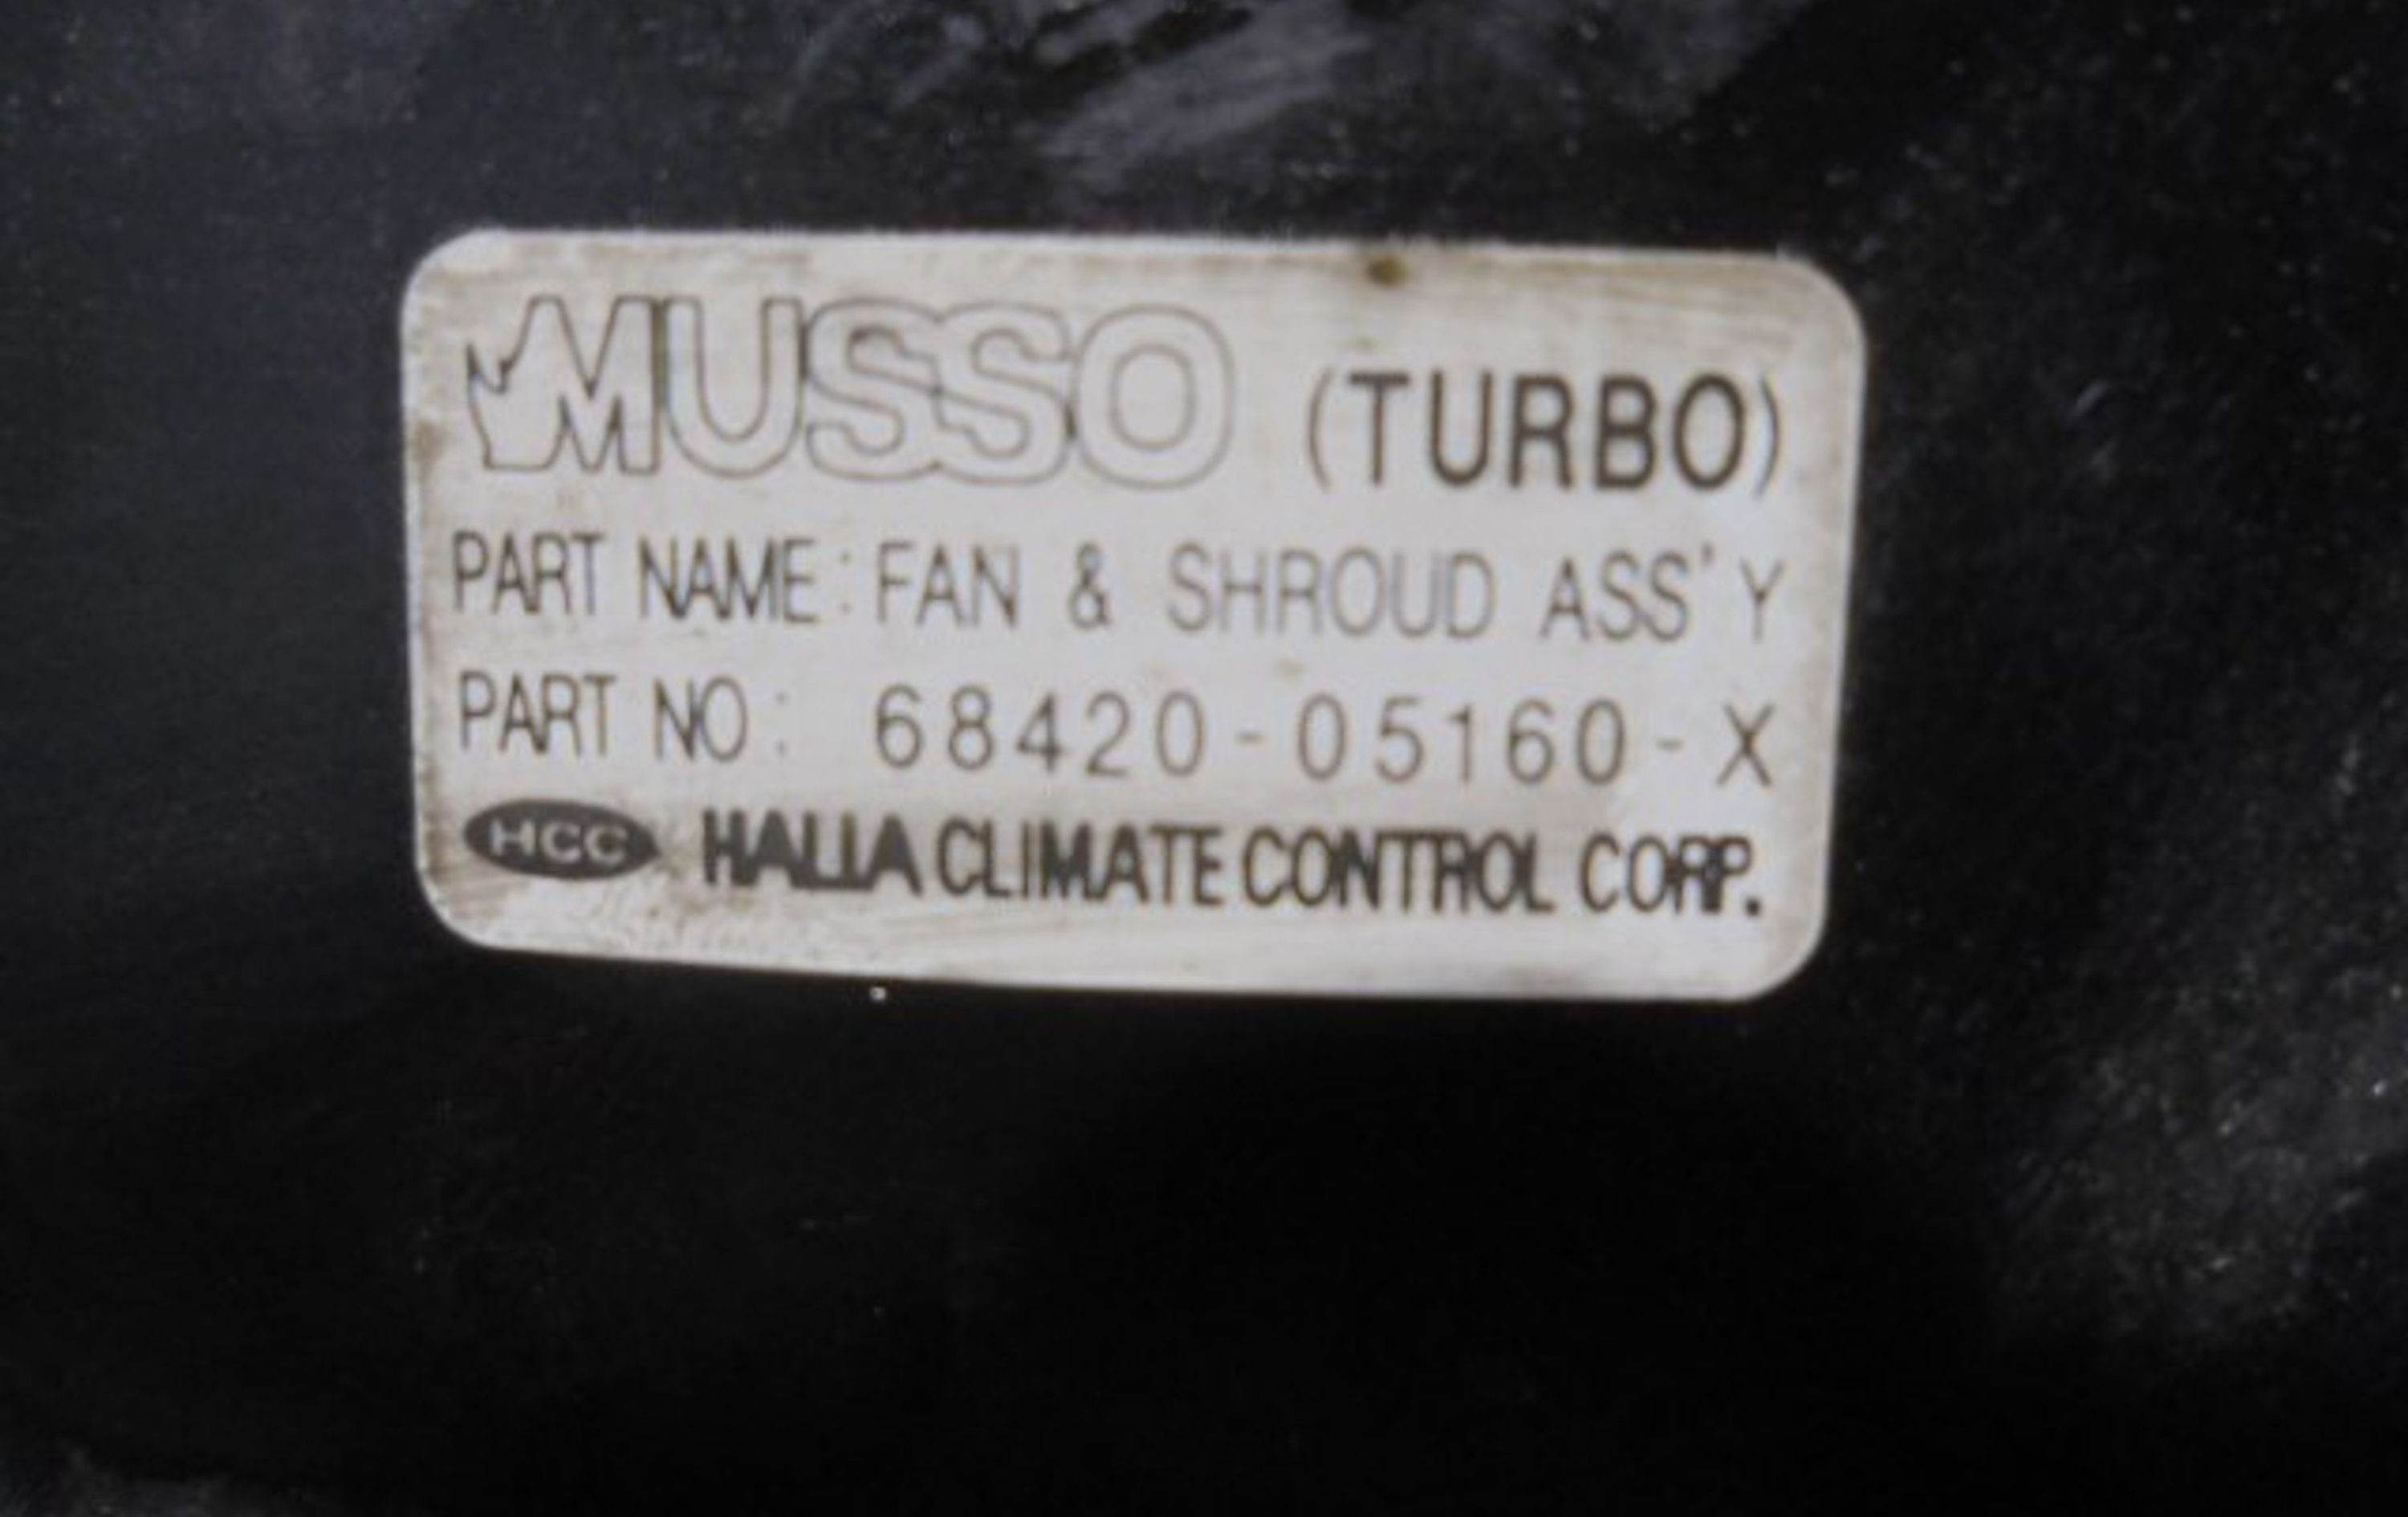 MUSSO (TURBO)
PART NAME: FAN & SHROUD ASS'Y
PART NO: 68420-05160-X
HCC HALLA CLIMATE CONTROL CORP.